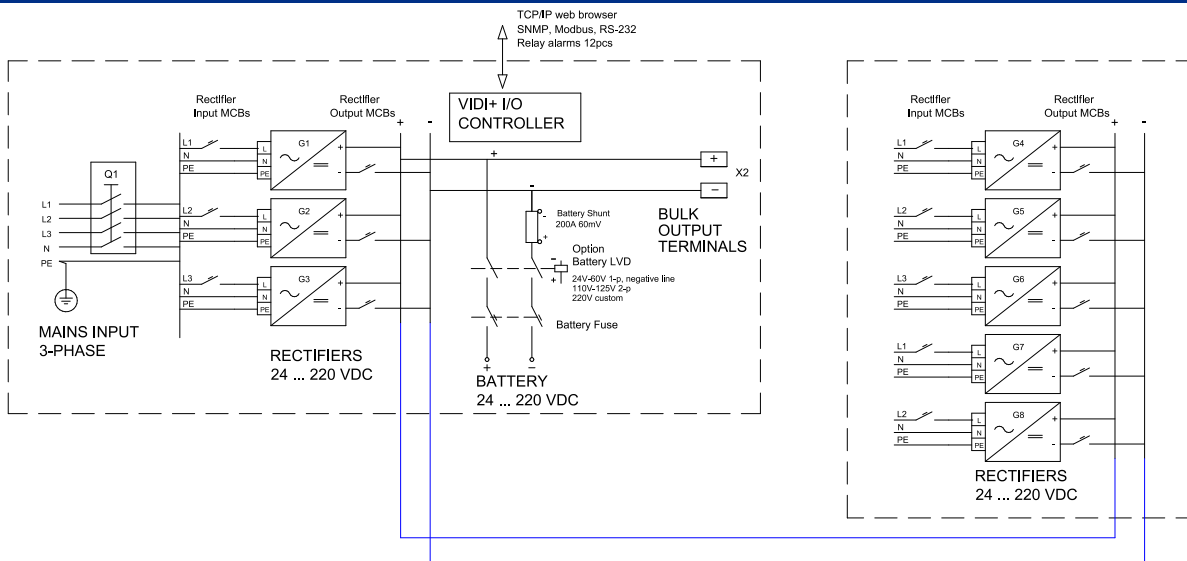 TCP/IP web browser
SNMP, Modbus, RS-232
Relay alarms 12pcs
Rectifier
Input MCBs
Rectifier
Output MCBs
+
-
VIDI+ I/O
CONTROLLER
Q1
L1
L2
L3
N
PE
MAINS INPUT
3-PHASE
L1
N
PE
L
N
PE
G1
+
-
L2
N
PE
L
N
PE
G2
+
-
L3
N
PE
L
N
PE
G3
+
-
RECTIFIERS
24 ... 220 VDC
+
-
+
X2
−
BULK
OUTPUT
TERMINALS
-
Battery Shunt
200A 60mV
+
Option
Battery LVD
-
+
24V-60V 1-p, negative line
110V-125V 2-p
220V custom
Battery Fuse
+
−
BATTERY
24 ... 220 VDC
Rectifier
Input MCBs
Rectifier
Output MCBs
+
-
L1
N
PE
L
N
PE
G4
+
-
L2
N
PE
L
N
PE
G5
+
-
L3
N
PE
L
N
PE
G6
+
-
L1
N
PE
L
N
PE
G7
+
-
L2
N
PE
L
N
PE
G8
+
-
RECTIFIERS
24 ... 220 VDC